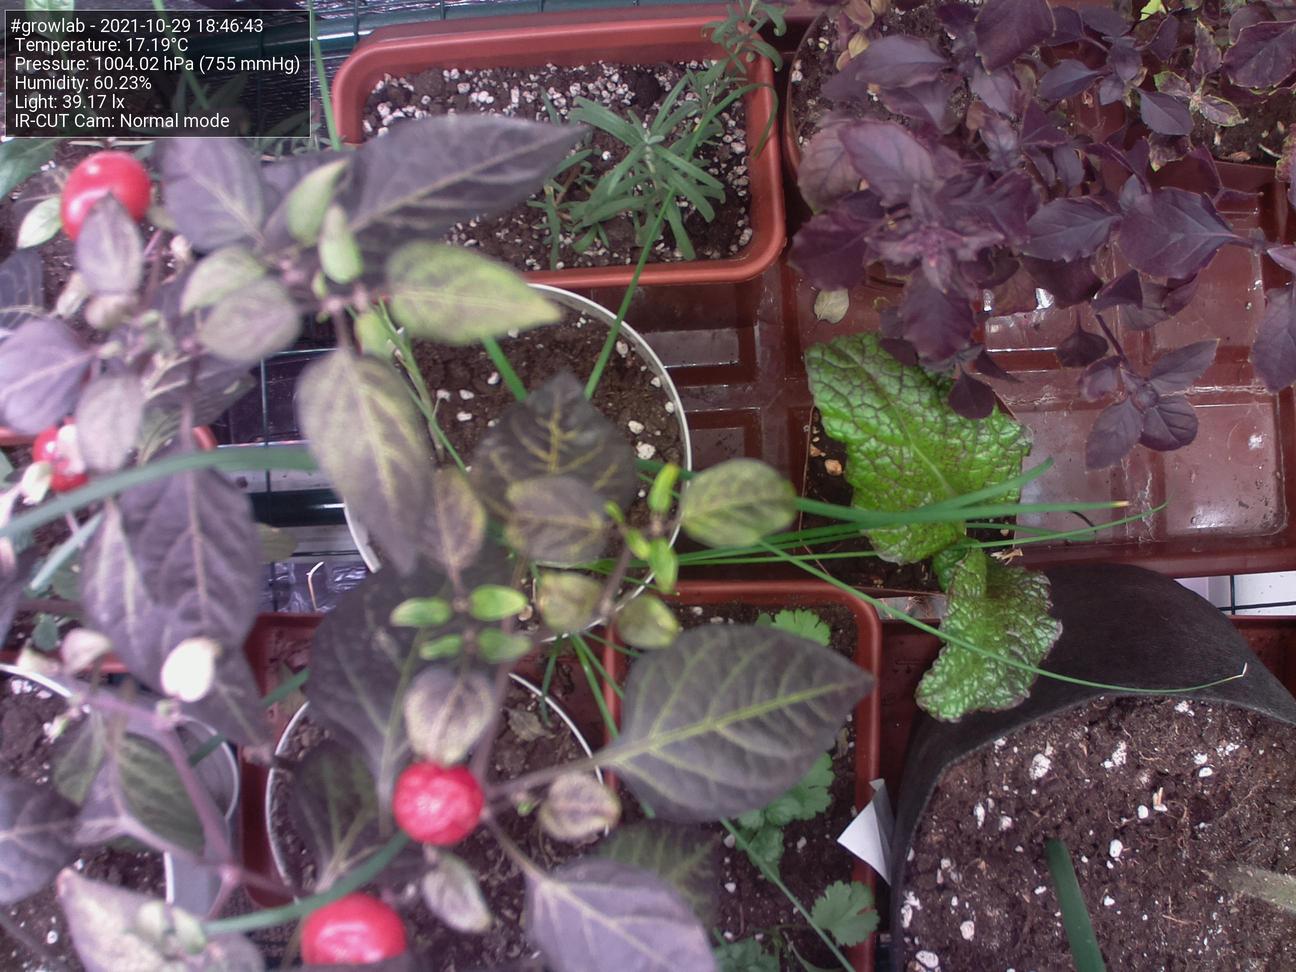 #growlab - 2021-10-29 18:46:43
Temperature: 17.19°C
Pressure: 1004.02 hPa (755 mmHg)
Humidity: 60.23%
Light: 39.17 lx
IR-CUT Cam: Normal mode